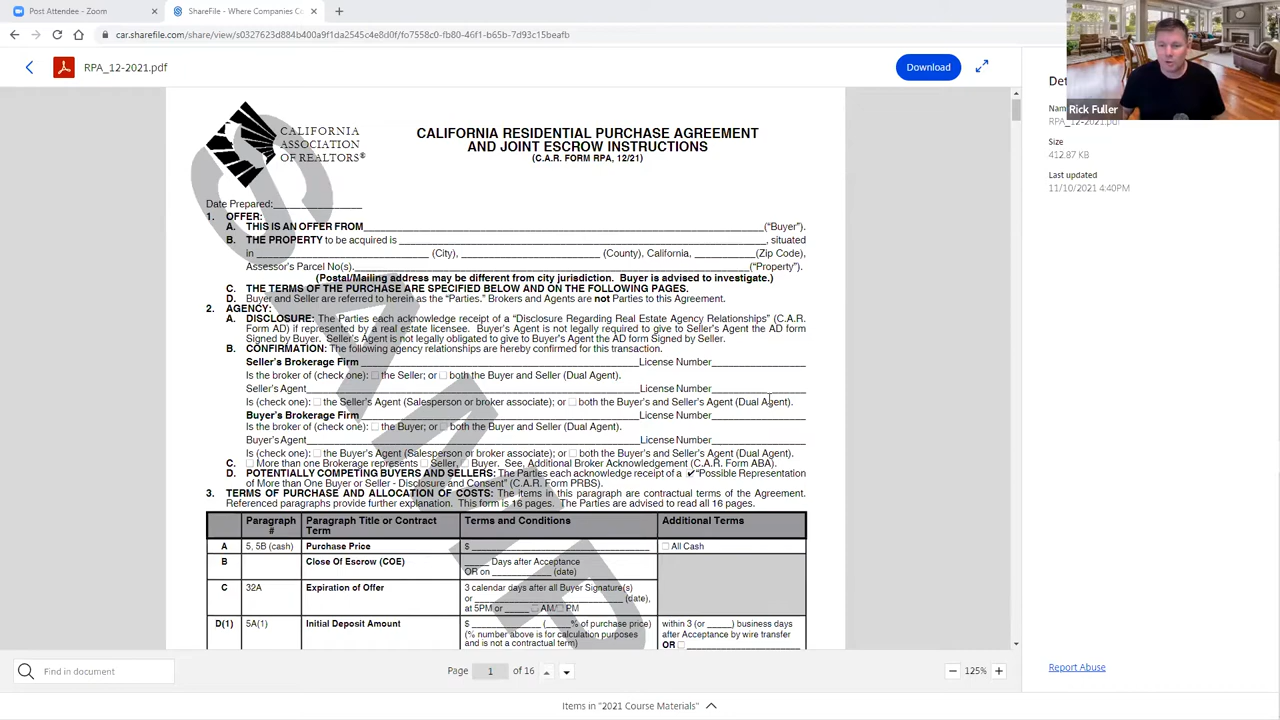 Post Attendee - Zoom
ShareFile - Where Companies Co
car.sharefile.com/share/view/s0327623d884b400a9f1da2545c4e8d0f/fo7558c0-fb80-46f1-b65b-7d93c15beafb
RPA_12-2021.pdf
Download
Rick Fuller
Det
Name
RPA_12-2021.pdf
Size
412.87 KB
Last updated
11/10/2021 4:40PM
CALIFORNIA
ASSOCIATION
OF REALTORS®
CALIFORNIA RESIDENTIAL PURCHASE AGREEMENT
AND JOINT ESCROW INSTRUCTIONS
(C.A.R. FORM RPA, 12/21)
SAMP
Date Prepared:
1. OFFER:
A. THIS IS AN OFFER FROM ("Buyer").
B. THE PROPERTY to be acquired is , situated
in (City), (County), California, (Zip Code),
Assessor's Parcel No(s). ("Property").
(Postal/Mailing address may be different from city jurisdiction. Buyer is advised to investigate.)
C. THE TERMS OF THE PURCHASE ARE SPECIFIED BELOW AND ON THE FOLLOWING PAGES.
D. Buyer and Seller are referred to herein as the "Parties." Brokers and Agents are not Parties to this Agreement.
2. AGENCY:
A. DISCLOSURE: The Parties each acknowledge receipt of a "Disclosure Regarding Real Estate Agency Relationships" (C.A.R.
Form AD) if represented by a real estate licensee. Buyer's Agent is not legally required to give to Seller's Agent the AD form
Signed by Buyer. Seller's Agent is not legally obligated to give to Buyer's Agent the AD form Signed by Seller.
B. CONFIRMATION: The following agency relationships are hereby confirmed for this transaction.
Seller's Brokerage Firm License Number
Is the broker of (check one): ☐ the Seller; or ☐ both the Buyer and Seller (Dual Agent).
Seller's Agent License Number
Is (check one): ☐ the Seller's Agent (Salesperson or broker associate); or ☐ both the Buyer's and Seller's Agent (Dual Agent).
Buyer's Brokerage Firm License Number
Is the broker of (check one): ☐ the Buyer; or ☐ both the Buyer and Seller (Dual Agent).
Buyer's Agent License Number
Is (check one): ☐ the Buyer's Agent (Salesperson or broker associate); or ☐ both the Buyer's and Seller's Agent (Dual Agent).
C. ☐ More than one Brokerage represents ☐ Seller, ☐ Buyer. See, Additional Broker Acknowledgement (C.A.R. Form ABA).
D. POTENTIALLY COMPETING BUYERS AND SELLERS: The Parties each acknowledge receipt of a ✔"Possible Representation
of More than One Buyer or Seller - Disclosure and Consent" (C.A.R. Form PRBS).
3. TERMS OF PURCHASE AND ALLOCATION OF COSTS: The items in this paragraph are contractual terms of the Agreement.
Referenced paragraphs provide further explanation. This form is 16 pages. The Parties are advised to read all 16 pages.
Paragraph # Paragraph Title or Contract Term Terms and Conditions Additional Terms
A 5, 5B (cash) Purchase Price $ ☐ All Cash
B Close Of Escrow (COE) Days after Acceptance
OR on (date)
C 32A Expiration of Offer 3 calendar days after all Buyer Signature(s)
or (date),
at 5PM or ☐ AM/☐ PM
D(1) 5A(1) Initial Deposit Amount $ ( % of purchase price) within 3 (or ) business days
(% number above is for calculation purposes after Acceptance by wire transfer
and is not a contractual term) OR ☐
Find in document
Page 1 of 16
125%
Report Abuse
Items in "2021 Course Materials"